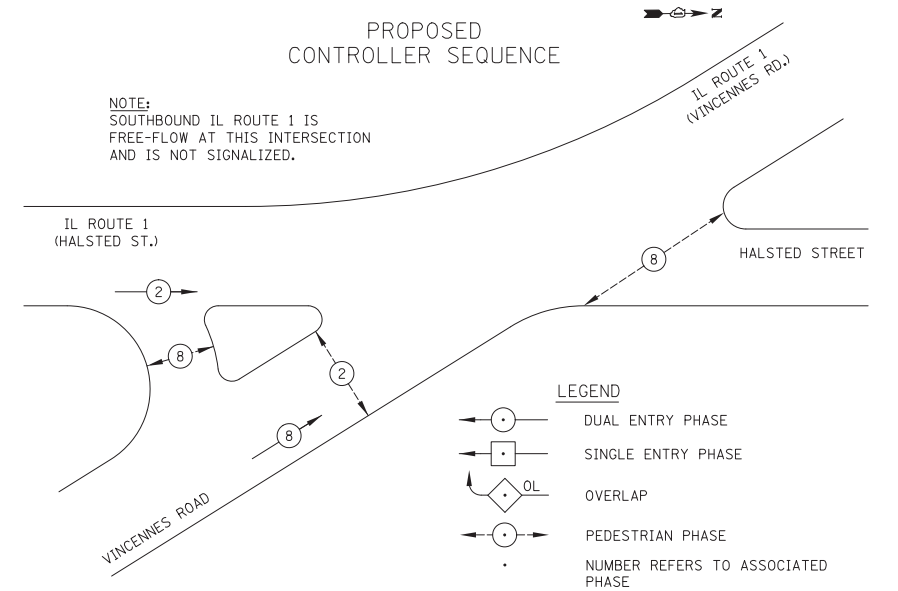 PROPOSED
CONTROLLER SEQUENCE
N
IL ROUTE 1
(VINCENNES RD.)
NOTE:
SOUTHBOUND IL ROUTE 1 IS
FREE-FLOW AT THIS INTERSECTION
AND IS NOT SIGNALIZED.
IL ROUTE 1
(HALSTED ST.)
HALSTED STREET
8
2
8
2
8
VINCENNES ROAD
LEGEND
DUAL ENTRY PHASE
SINGLE ENTRY PHASE
OL
OVERLAP
PEDESTRIAN PHASE
NUMBER REFERS TO ASSOCIATED
PHASE